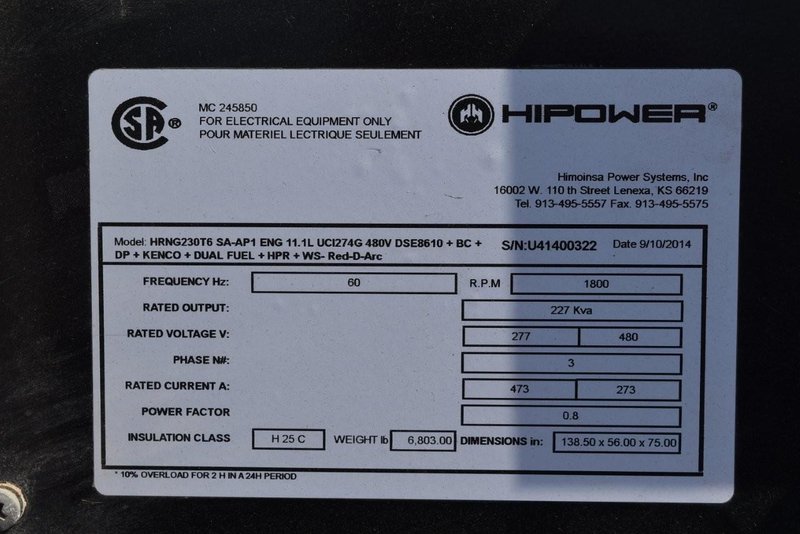 SA ®
MC 245850
FOR ELECTRICAL EQUIPMENT ONLY
POUR MATERIEL LECTRIQUE SEULEMENT
HIPOWER®
Himoinsa Power Systems, Inc
16002 W. 110 th Street Lenexa, KS 66219
Tel. 913-495-5557 Fax. 913-495-5575
Model: HRNG230T6 SA-AP1 ENG 11.1L UCI274G 480V DSE8610 + BC +
DP + KENCO + DUAL FUEL + HPR + WS- Red-D-Arc
S/N:U41400322 Date 9/10/2014
FREQUENCY Hz: 60 R.P.M 1800
RATED OUTPUT: 227 Kva
RATED VOLTAGE V: 277 480
PHASE N#: 3
RATED CURRENT A: 473 273
POWER FACTOR 0.8
INSULATION CLASS H 25 C WEIGHT lb 6,803.00 DIMENSIONS in: 138.50 x 56.00 x 75.00
* 10% OVERLOAD FOR 2 H IN A 24H PERIOD